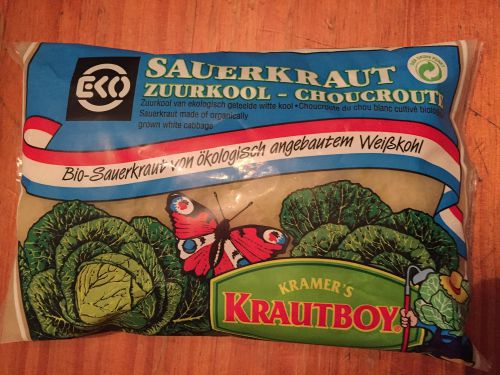 EKO
SAUERKRAUT
ZUURKOOL - CHOUCROUTE
Zuurkool van ekologisch geteelde witte kool • Choucroute du chou blanc cultivé
Sauerkraut made of organically
grown white cabbage
Bio-Sauerkraut von ökologisch angebautem Weißkohl
KRAMER'S
KRAUTBOY